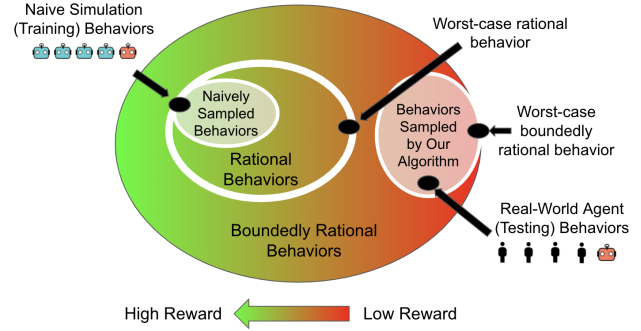 Naive Simulation
(Training) Behaviors
Worst-case rational
behavior
Naively
Sampled
Behaviors
Behaviors
Sampled
by Our
Algorithm
Worst-case
boundedly
rational behavior
Rational
Behaviors
Boundedly Rational
Behaviors
Real-World Agent
(Testing) Behaviors
High Reward
Low Reward